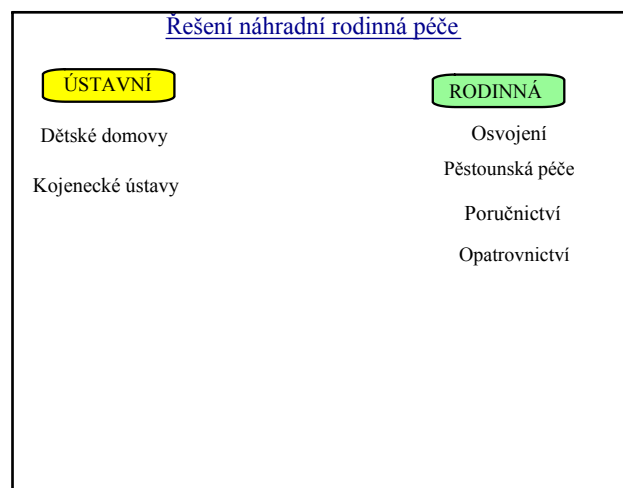 Řešení náhradní rodinná péče
ÚSTAVNÍ
Dětské domovy
Kojenecké ústavy
RODINNÁ
Osvojení
Pěstounská péče
Poručnictví
Opatrovnictví